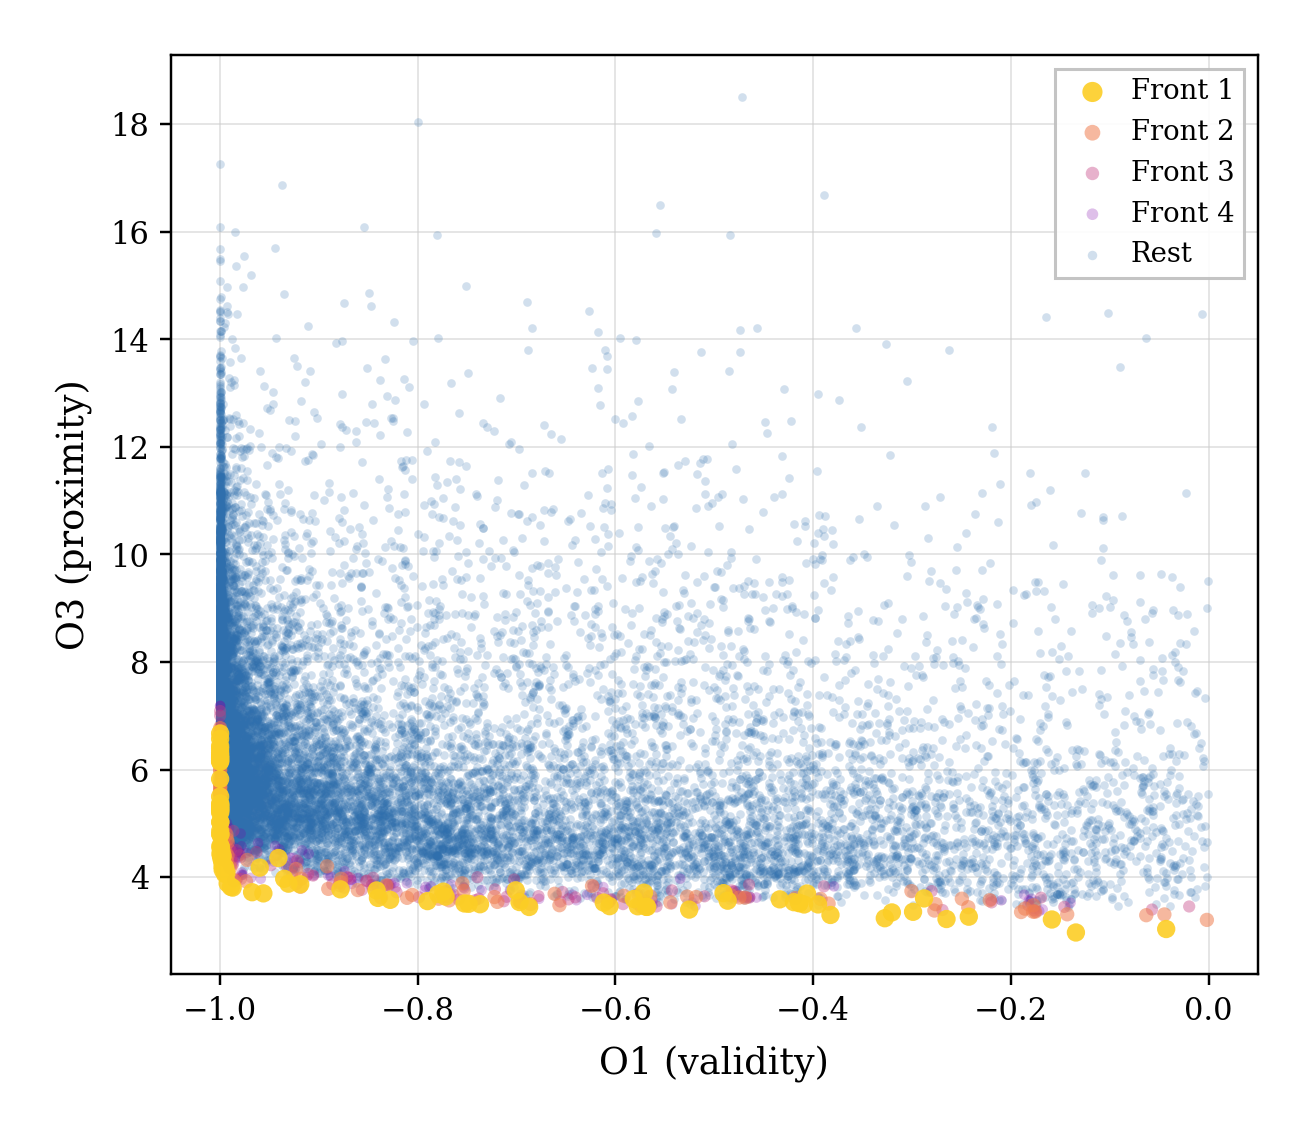 Front 1
Front 2
Front 3
Front 4
Rest
18
16
14
12
10
8
6
4
O3 (proximity)
−1.0 −0.8 −0.6 −0.4 −0.2 0.0
O1 (validity)